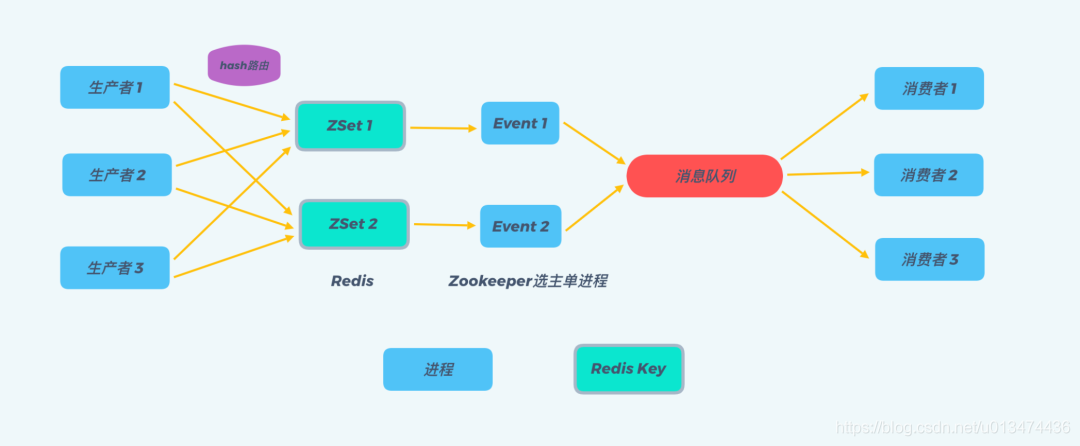 hash路由
生产者 1
生产者 2
生产者 3
ZSet 1
ZSet 2
Redis
Event 1
Event 2
Zookeeper选主单进程
消息队列
消费者 1
消费者 2
消费者 3
进程
Redis Key
https://blog.csdn.net/u013474436